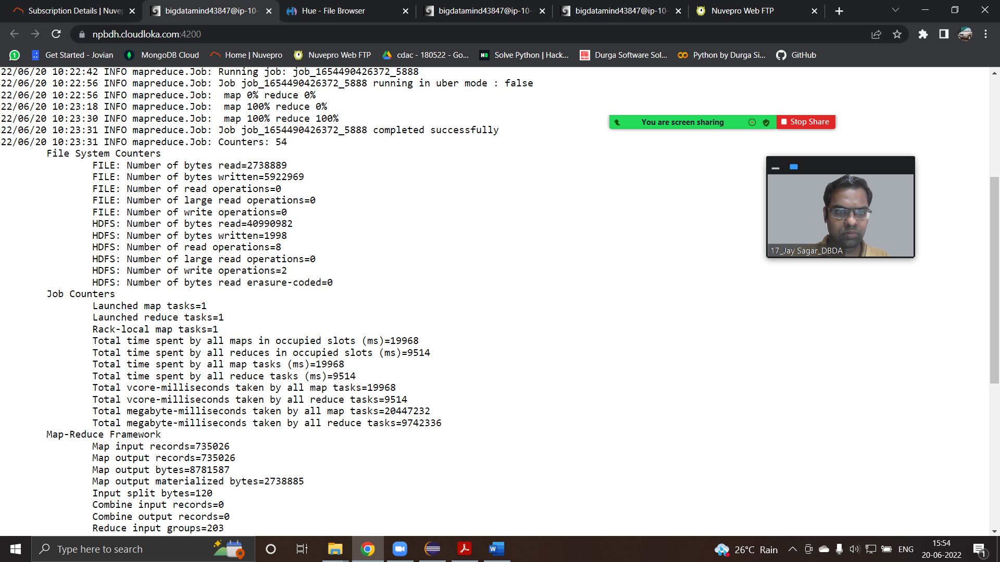 Subscription Details | Nuvep
bigdatamind43847@ip-10-
Hue - File Browser
bigdatamind43847@ip-10-
bigdatamind43847@ip-10-
Nuvepro Web FTP
npbdh.cloudloka.com:4200
Get Started - Jovian
MongoDB Cloud
Home | Nuvepro
Nuvepro Web FTP
cdac - 180522 - Go...
Solve Python | Hack...
Durga Software Sol...
Python by Durga Si...
GitHub
22/06/20 10:22:42 INFO mapreduce.Job: Running job: job_1654490426372_5888
22/06/20 10:22:56 INFO mapreduce.Job: Job job_1654490426372_5888 running in uber mode : false
22/06/20 10:22:56 INFO mapreduce.Job:  map 0% reduce 0%
22/06/20 10:23:18 INFO mapreduce.Job:  map 100% reduce 0%
22/06/20 10:23:30 INFO mapreduce.Job:  map 100% reduce 100%
22/06/20 10:23:31 INFO mapreduce.Job: Job job_1654490426372_5888 completed successfully
22/06/20 10:23:31 INFO mapreduce.Job: Counters: 54
File System Counters
FILE: Number of bytes read=2738889
FILE: Number of bytes written=5922969
FILE: Number of read operations=0
FILE: Number of large read operations=0
FILE: Number of write operations=0
HDFS: Number of bytes read=40990982
HDFS: Number of bytes written=1998
HDFS: Number of read operations=8
HDFS: Number of large read operations=0
HDFS: Number of write operations=2
HDFS: Number of bytes read erasure-coded=0
Job Counters
Launched map tasks=1
Launched reduce tasks=1
Rack-local map tasks=1
Total time spent by all maps in occupied slots (ms)=19968
Total time spent by all reduces in occupied slots (ms)=9514
Total time spent by all map tasks (ms)=19968
Total time spent by all reduce tasks (ms)=9514
Total vcore-milliseconds taken by all map tasks=19968
Total vcore-milliseconds taken by all reduce tasks=9514
Total megabyte-milliseconds taken by all map tasks=20447232
Total megabyte-milliseconds taken by all reduce tasks=9742336
Map-Reduce Framework
Map input records=735026
Map output records=735026
Map output bytes=8781587
Map output materialized bytes=2738885
Input split bytes=120
Combine input records=0
Combine output records=0
Reduce input groups=203
You are screen sharing
Stop Share
17_Jay Sagar_DBDA
Type here to search
26°C Rain
ENG
15:54
20-06-2022
1